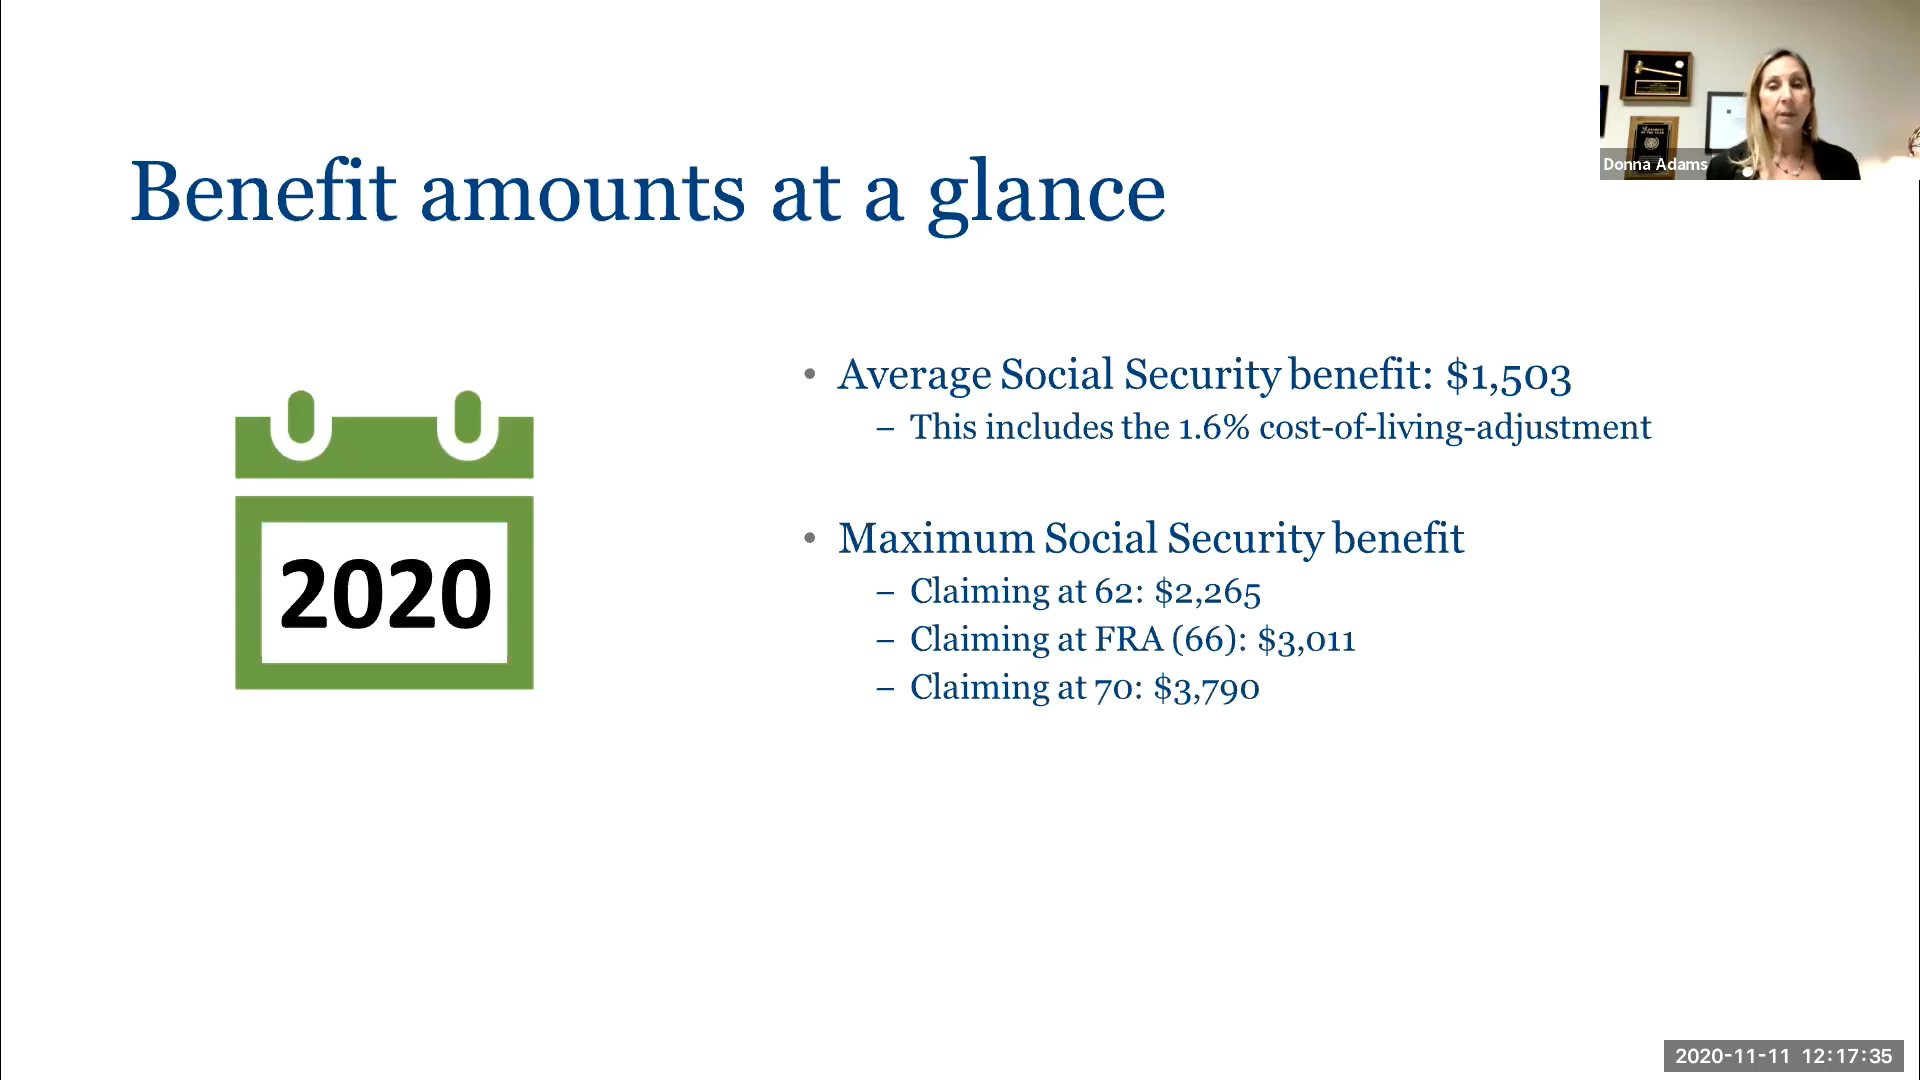 Benefit amounts at a glance
Donna Adams
2020
• Average Social Security benefit: $1,503
– This includes the 1.6% cost-of-living-adjustment
• Maximum Social Security benefit
– Claiming at 62: $2,265
– Claiming at FRA (66): $3,011
– Claiming at 70: $3,790
2020-11-11 12:17:35